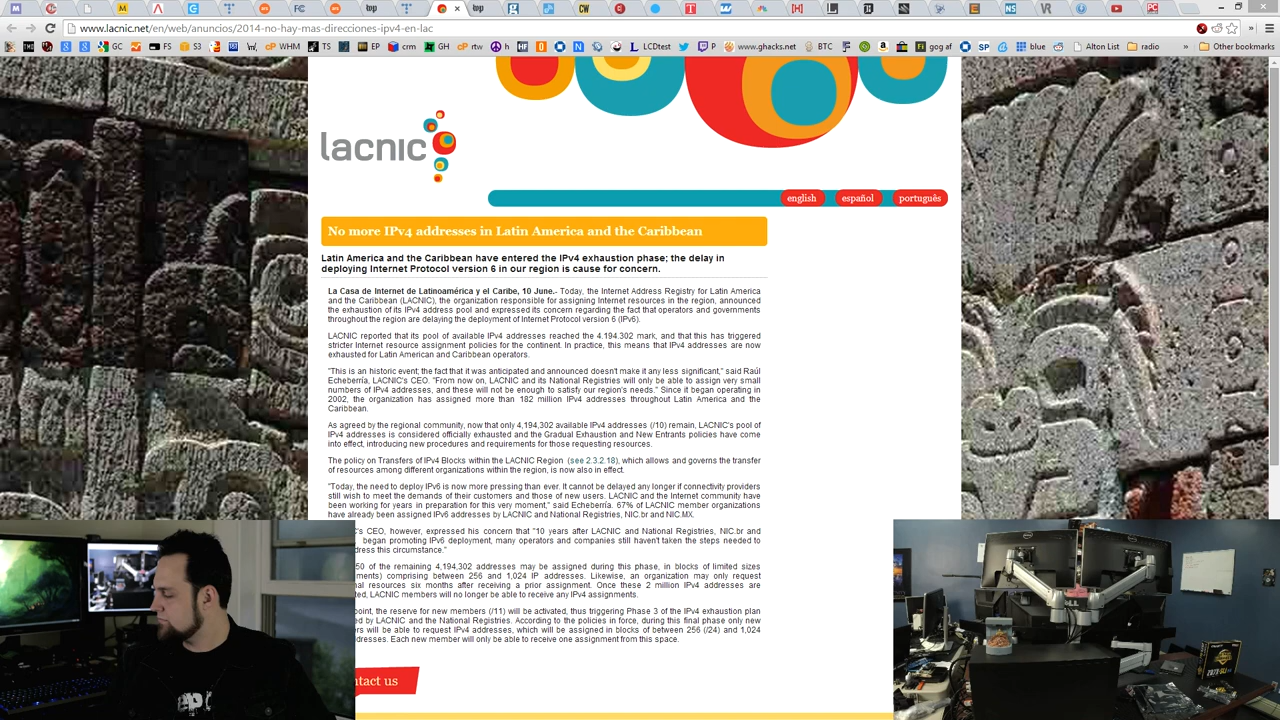 www.lacnic.net/en/web/anuncios/2014-no-hay-mas-direcciones-ipv4-en-lac
GC FS S3 WHM TS crm GH rtw h LCDtest P www.ghacks.net BTC gog af SP blue Alton List radio » Other bookmarks
lacnic
english español português
No more IPv4 addresses in Latin America and the Caribbean
Latin America and the Caribbean have entered the IPv4 exhaustion phase; the delay in
deploying Internet Protocol version 6 in our region is cause for concern.
La Casa de Internet de Latinoamérica y el Caribe, 10 June.- Today, the Internet Address Registry for Latin America
and the Caribbean (LACNIC), the organization responsible for assigning Internet resources in the region, announced
the exhaustion of its IPv4 address pool and expressed its concern regarding the fact that operators and governments
throughout the region are delaying the deployment of Internet Protocol version 6 (IPv6).
LACNIC reported that its pool of available IPv4 addresses reached the 4.194.302 mark, and that this has triggered
stricter Internet resource assignment policies for the continent. In practice, this means that IPv4 addresses are now
exhausted for Latin American and Caribbean operators.
"This is an historic event; the fact that it was anticipated and announced doesn't make it any less significant," said Raúl
Echeberría, LACNIC's CEO. "From now on, LACNIC and its National Registries will only be able to assign very small
numbers of IPv4 addresses, and these will not be enough to satisfy our region's needs." Since it began operating in
2002, the organization has assigned more than 182 million IPv4 addresses throughout Latin America and the
Caribbean.
As agreed by the regional community, now that only 4,194,302 available IPv4 addresses (/10) remain, LACNIC's pool of
IPv4 addresses is considered officially exhausted and the Gradual Exhaustion and New Entrants policies have come
into effect, introducing new procedures and requirements for those requesting resources.
The policy on Transfers of IPv4 Blocks within the LACNIC Region (see 2.3.2.18), which allows and governs the transfer
of resources among different organizations within the region, is now also in effect.
"Today, the need to deploy IPv6 is now more pressing than ever. It cannot be delayed any longer if connectivity providers
still wish to meet the demands of their customers and those of new users. LACNIC and the Internet community have
been working for years in preparation for this very moment," said Echeberría. 67% of LACNIC member organizations
have already been assigned IPv6 addresses by LACNIC and National Registries, NIC.br and NIC.MX.
's CEO, however, expressed his concern that "10 years after LACNIC and National Registries, NIC.br and
began promoting IPv6 deployment, many operators and companies still haven't taken the steps needed to
dress this circumstance."
50 of the remaining 4,194,302 addresses may be assigned during this phase, in blocks of limited sizes
ments) comprising between 256 and 1,024 IP addresses. Likewise, an organization may only request
nal resources six months after receiving a prior assignment. Once these 2 million IPv4 addresses are
ted, LACNIC members will no longer be able to receive any IPv4 assignments.
point, the reserve for new members (/11) will be activated, thus triggering Phase 3 of the IPv4 exhaustion plan
ed by LACNIC and the National Registries. According to the policies in force, during this final phase only new
ers will be able to request IPv4 addresses, which will be assigned in blocks of between 256 (/24) and 1,024
ddresses. Each new member will only be able to receive one assignment from this space.
ntact us